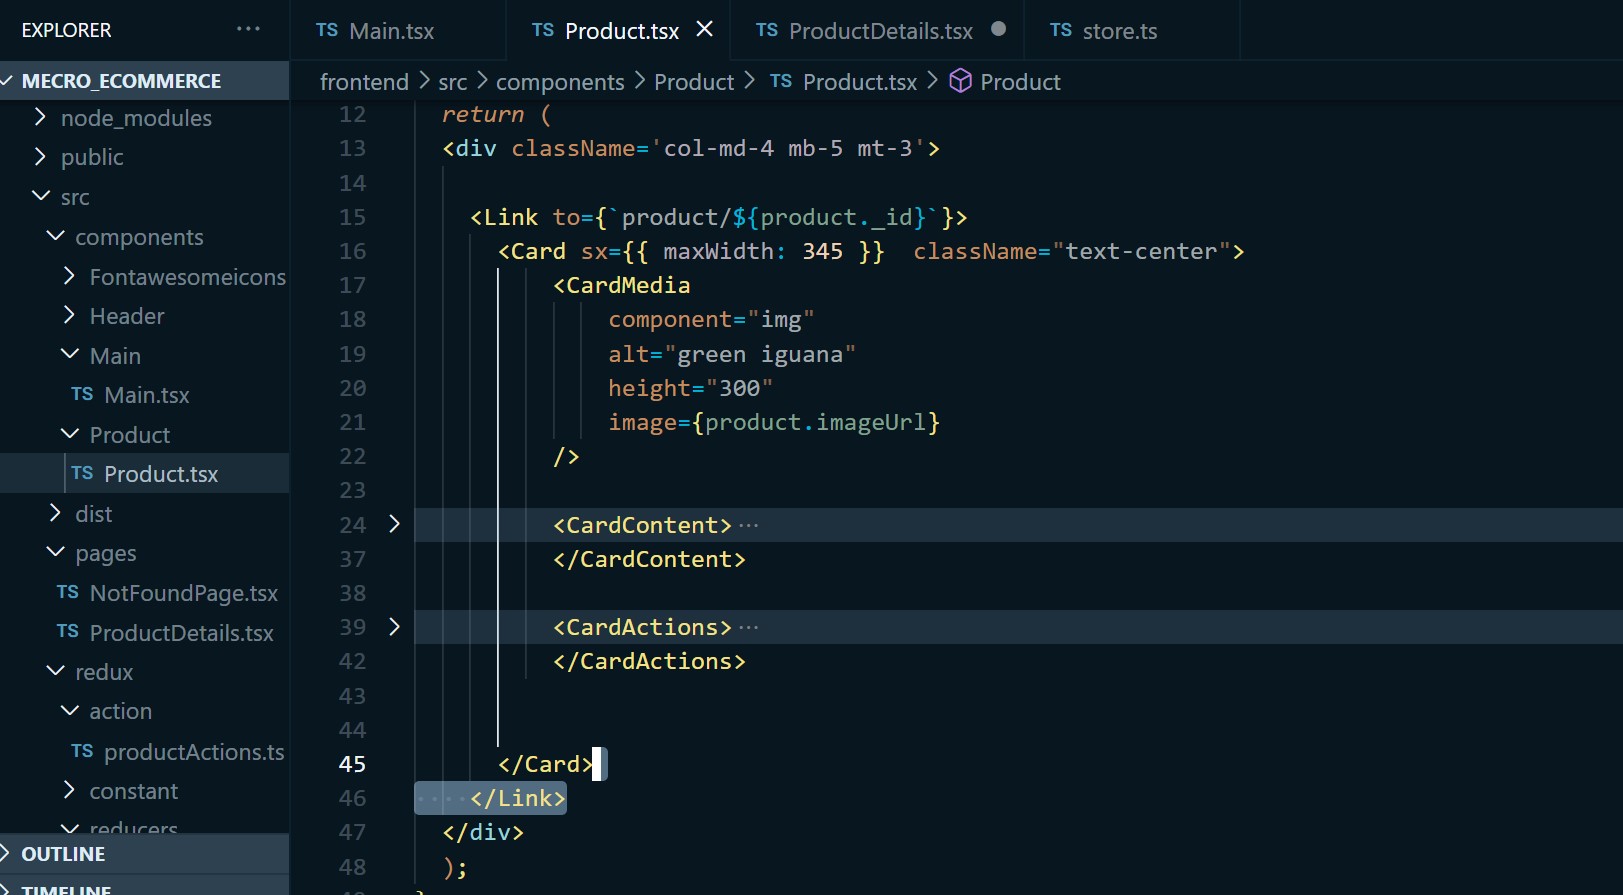 EXPLORER ···
TS Main.tsx
TS Product.tsx
TS ProductDetails.tsx
TS store.ts
MECRO_ECOMMERCE
node_modules
public
src
components
Fontawesomeicons
Header
Main
TS Main.tsx
Product
TS Product.tsx
dist
pages
TS NotFoundPage.tsx
TS ProductDetails.tsx
redux
action
TS productActions.ts
constant
reducers
OUTLINE
TIMELINE
frontend > src > components > Product > TS Product.tsx > Product
12 return (
13 <div className='col-md-4 mb-5 mt-3'>
14
15 <Link to={`product/${product._id}`}>
16 <Card sx={{ maxWidth: 345 }}  className="text-center">
17 <CardMedia
18 component="img"
19 alt="green iguana"
20 height="300"
21 image={product.imageUrl}
22 />
23
24 <CardContent>···
37 </CardContent>
38
39 <CardActions>···
42 </CardActions>
43
44
45 </Card>
46 ····</Link>
47 </div>
48 );